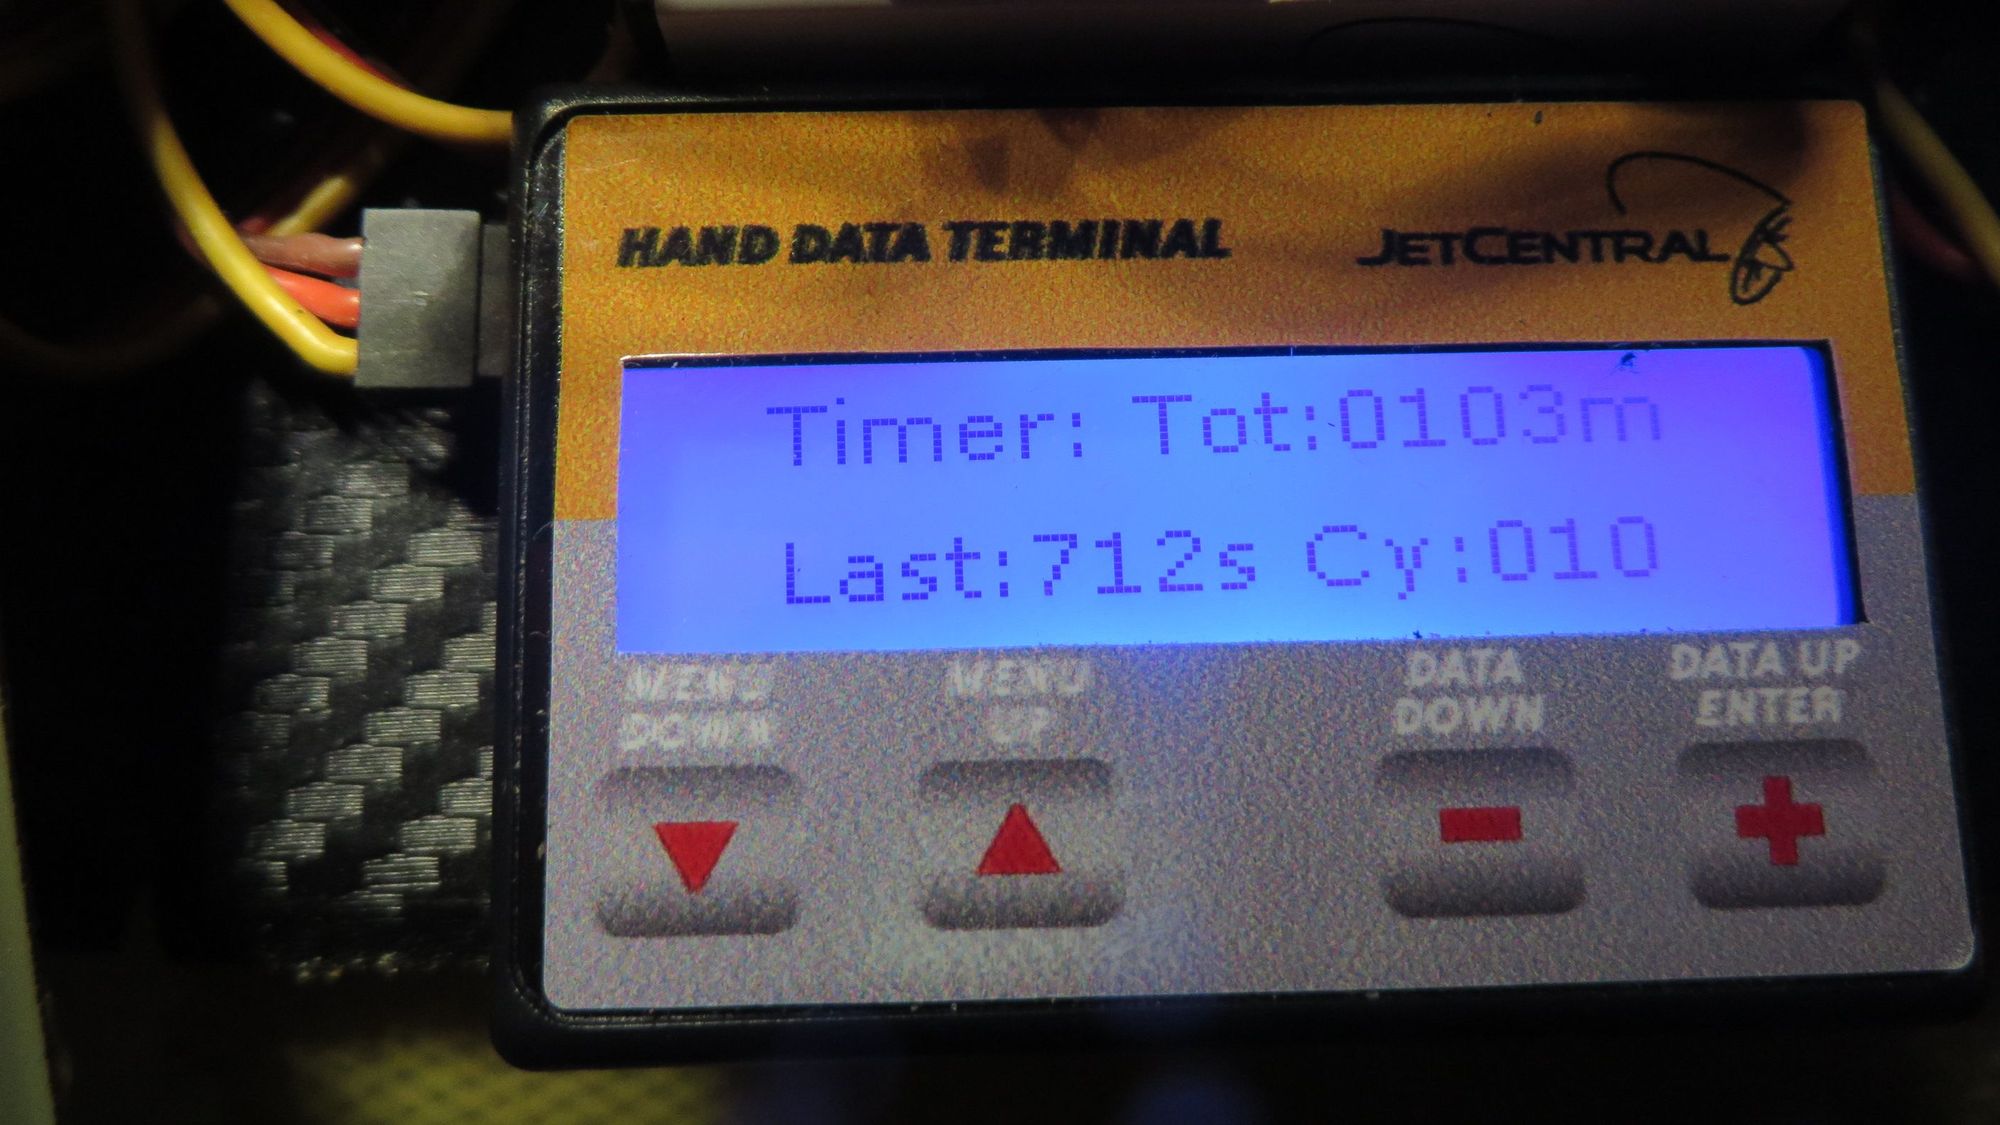 HAND DATA TERMINAL JETCENTRAL
Timer: Tot:0103m
Last:712s Cy:010
MENU DOWN
MENU UP
DATA DOWN
DATA UP ENTER